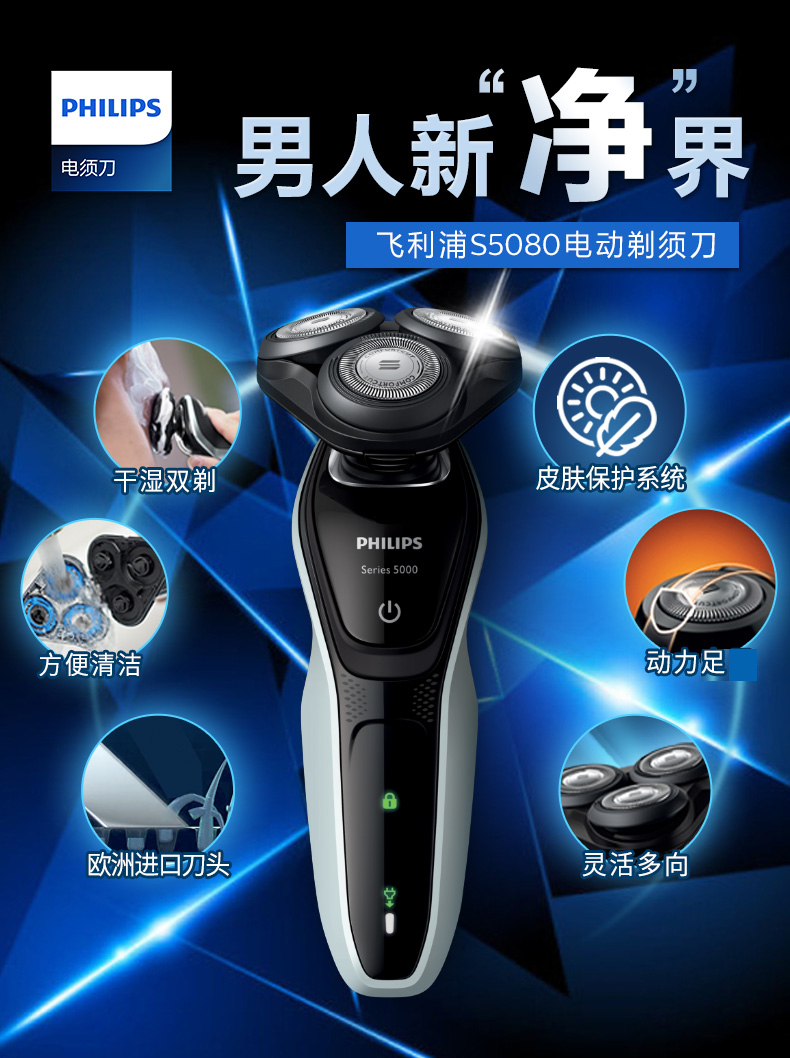 PHILIPS
电须刀
男人新“净”界
飞利浦S5080电动剃须刀
干湿双剃
皮肤保护系统
PHILIPS
Series 5000
方便清洁
动力足
欧洲进口刀头
灵活多向